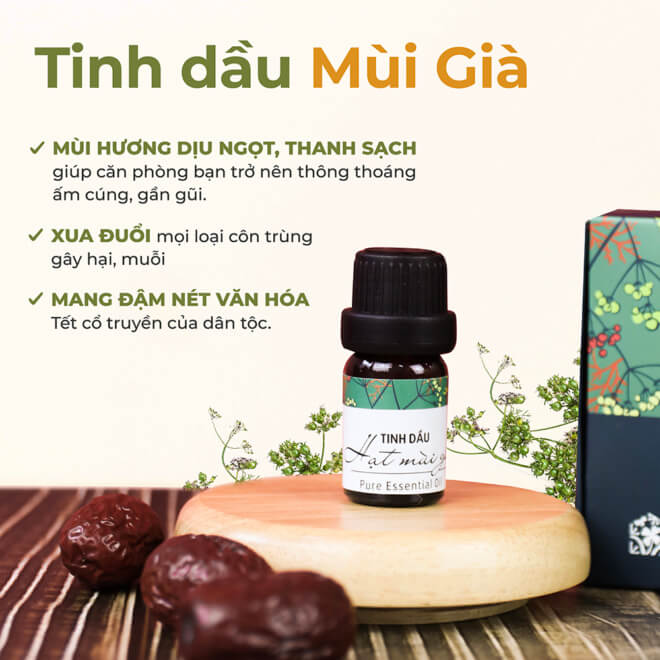 Tinh dầu Mùi Già
MÙI HƯƠNG DỊU NGỌT, THANH SẠCH
giúp căn phòng bạn trở nên thông thoáng
ấm cúng, gần gũi.
XUA ĐUỔI mọi loại côn trùng
gây hại, muỗi
MANG ĐẬM NÉT VĂN HÓA
Tết cổ truyền của dân tộc.
TINH DẦU
Hạt mùi
Pure Essential Oil